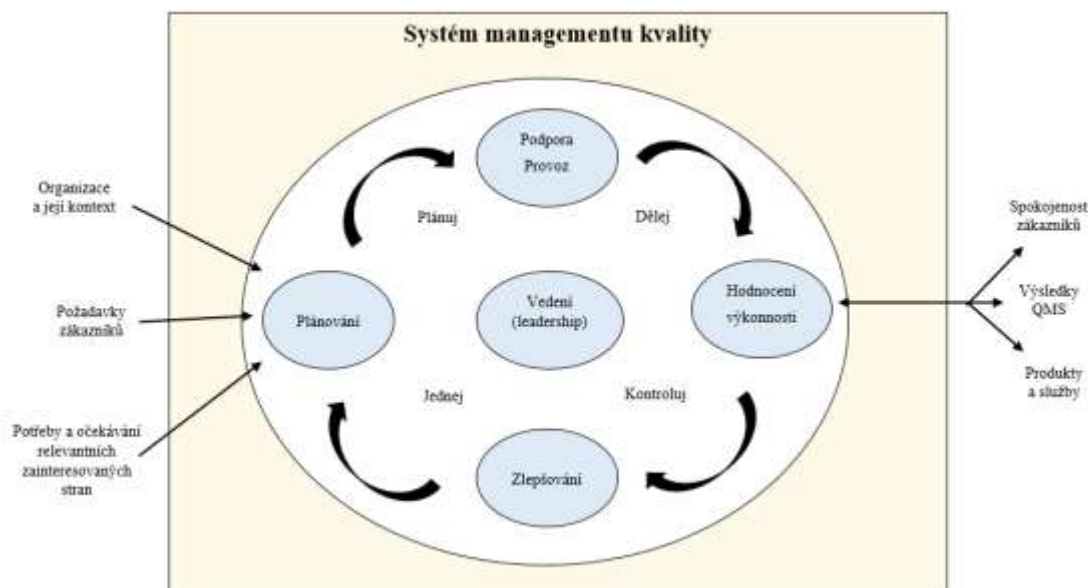 Systém managementu kvality
Podpora
Provoz
Organizace
a její kontext
Plánuj
Dělej
Spokojenost
zákazníků
Požadavky
zákazníků
Plánování
Vedení
(leadership)
Hodnocení
výkonnosti
Výsledky
QMS
Jednej
Kontroluj
Produkty
a služby
Potřeby a očekávání
relevantních
zainteresovaných
stran
Zlepšování